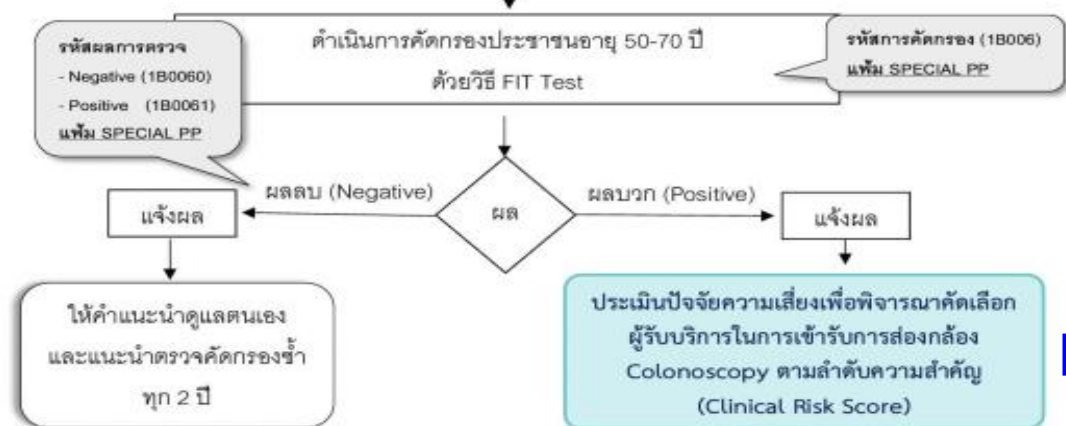 รหัสผลการตรวจ
- Negative (1B0060)
- Positive (1B0061)
แฟ้ม SPECIAL PP
ดำเนินการคัดกรองประชาชนอายุ 50-70 ปี
ด้วยวิธี FIT Test
รหัสการคัดกรอง (1B006)
แฟ้ม SPECIAL PP
ผลลบ (Negative)
ผล
ผลบวก (Positive)
แจ้งผล
แจ้งผล
ให้คำแนะนำดูแลตนเอง
และแนะนำตรวจคัดกรองซ้ำ
ทุก 2 ปี
ประเมินปัจจัยความเสี่ยงเพื่อพิจารณาคัดเลือก
ผู้รับบริการในการเข้ารับการส่องกล้อง
Colonoscopy ตามลำดับความสำคัญ
(Clinical Risk Score)